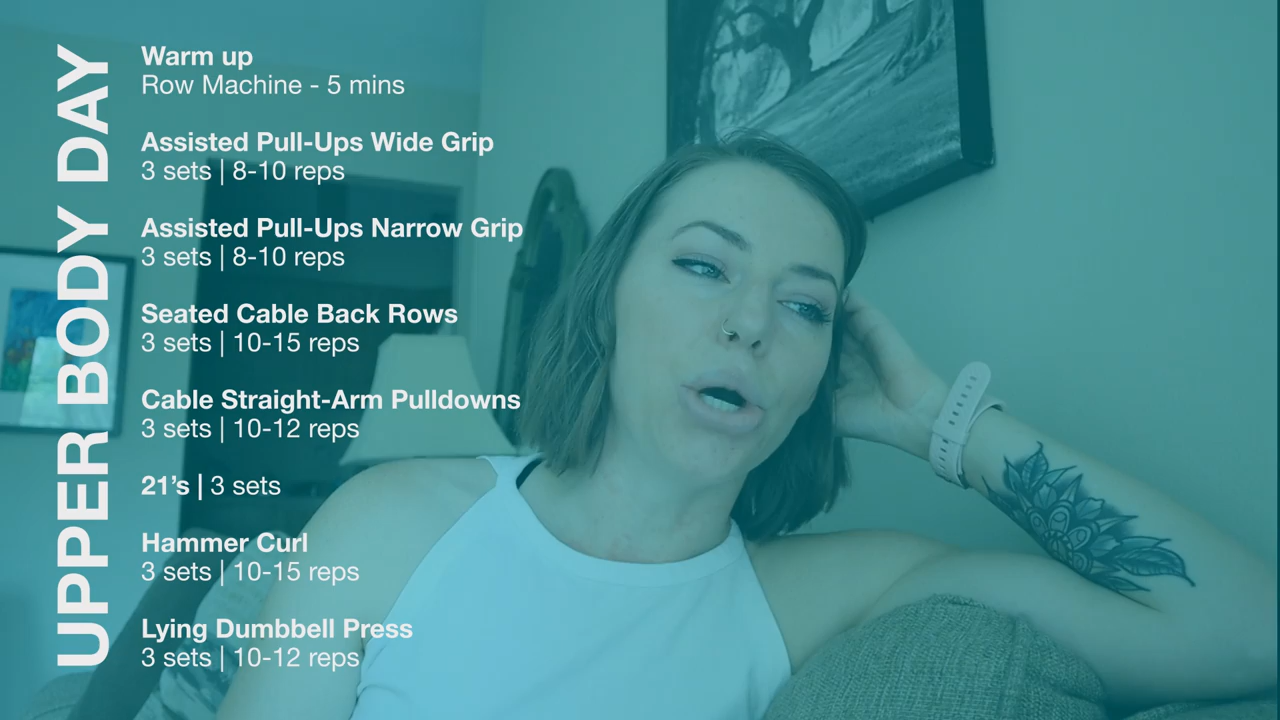 UPPER BODY DAY
Warm up
Row Machine - 5 mins
Assisted Pull-Ups Wide Grip
3 sets | 8-10 reps
Assisted Pull-Ups Narrow Grip
3 sets | 8-10 reps
Seated Cable Back Rows
3 sets | 10-15 reps
Cable Straight-Arm Pulldowns
3 sets | 10-12 reps
21’s | 3 sets
Hammer Curl
3 sets | 10-15 reps
Lying Dumbbell Press
3 sets | 10-12 reps